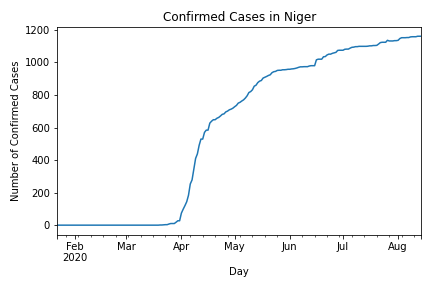 Confirmed Cases in Niger
Number of Confirmed Cases
1200
1000
800
600
400
200
0
Feb Mar Apr May Jun Jul Aug
2020
Day